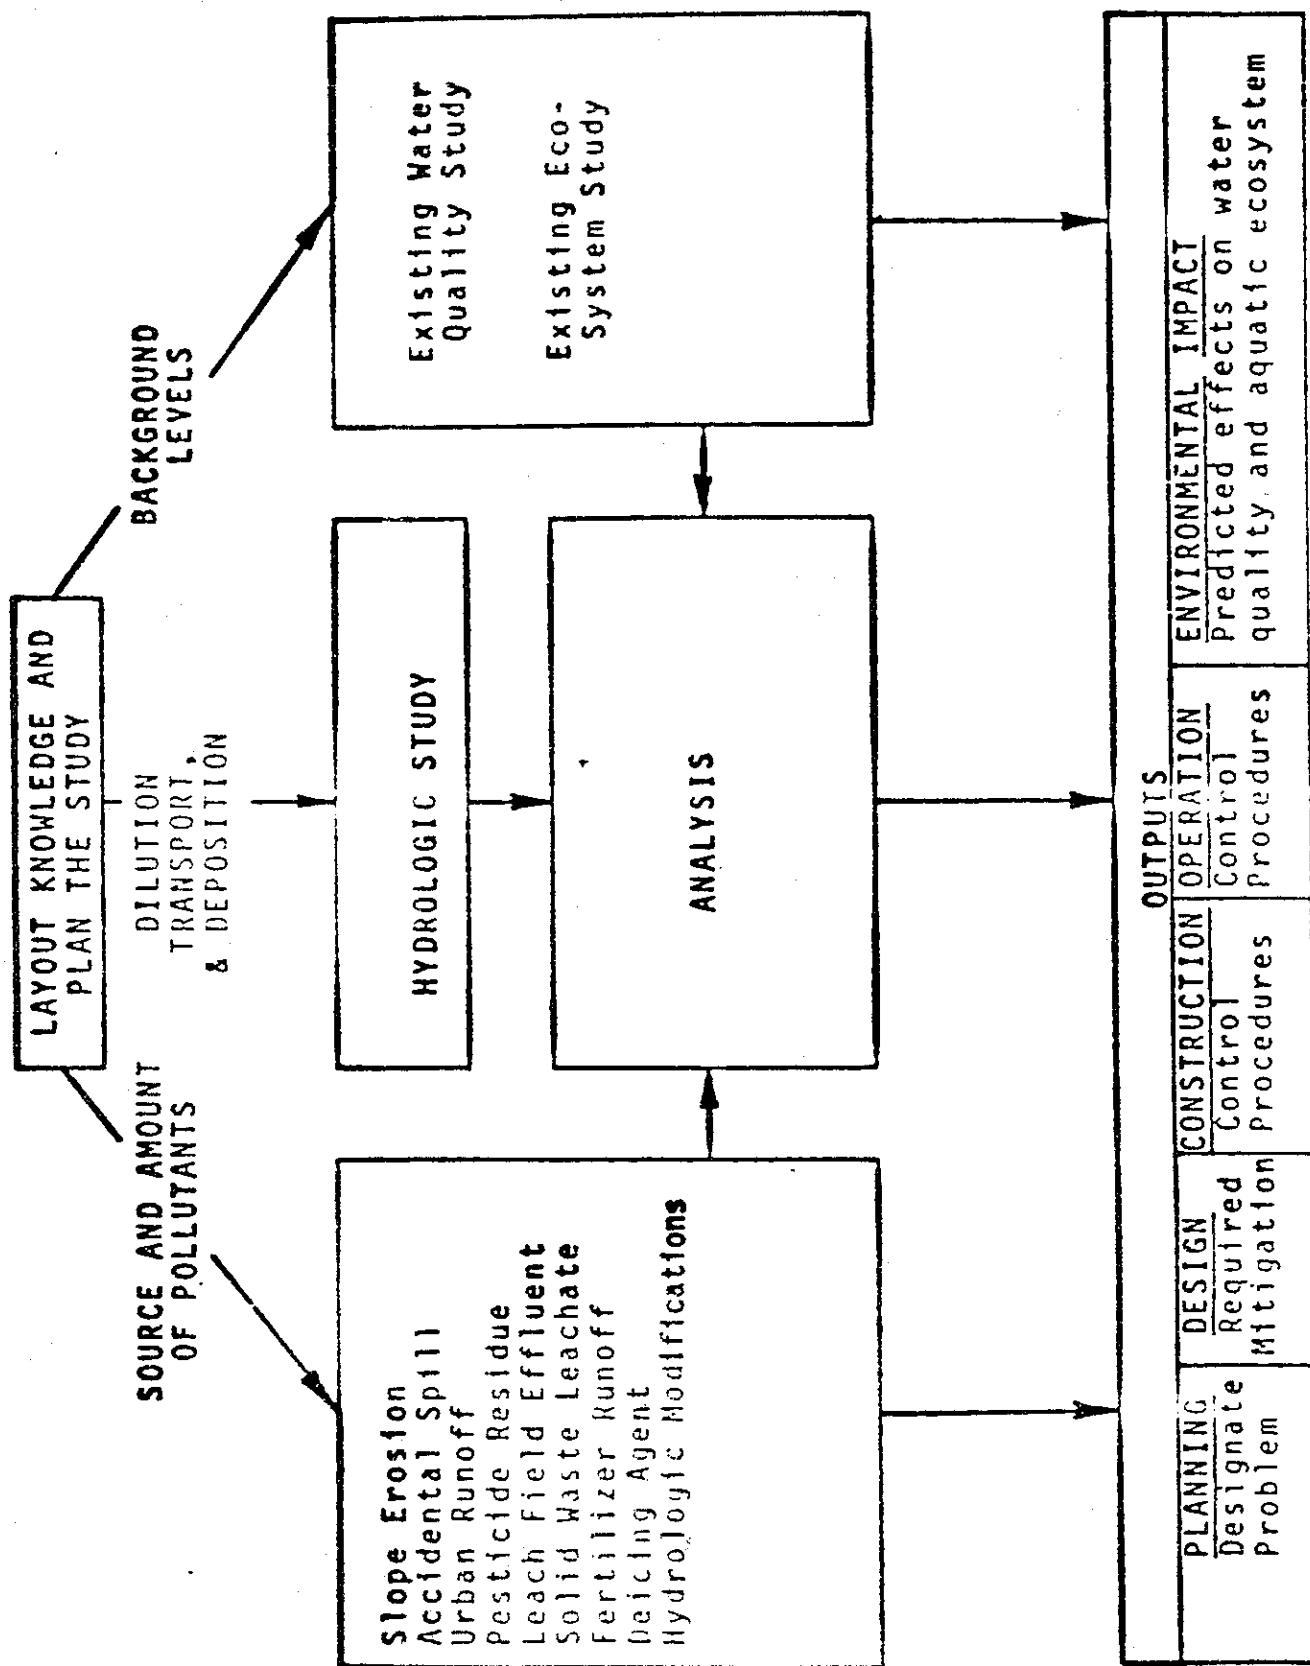 LAYOUT KNOWLEDGE AND
PLAN THE STUDY
SOURCE AND AMOUNT
OF POLLUTANTS
DILUTION
TRANSPORT,
& DEPOSITION
BACKGROUND
LEVELS
Slope Erosion
Accidental Spill
Urban Runoff
Pesticide Residue
Leach Field Effluent
Solid Waste Leachate
Fertilizer Runoff
Deicing Agent
Hydrologic Modifications
HYDROLOGIC STUDY
ANALYSIS
Existing Water
Quality Study
Existing Eco-
System Study
OUTPUTS
PLANNING
Designate
Problem
DESIGN
Required
Mitigation
CONSTRUCTION
Control
Procedures
OPERATION
Control
Procedures
ENVIRONMENTAL IMPACT
Predicted effects on water
quality and aquatic ecosystem